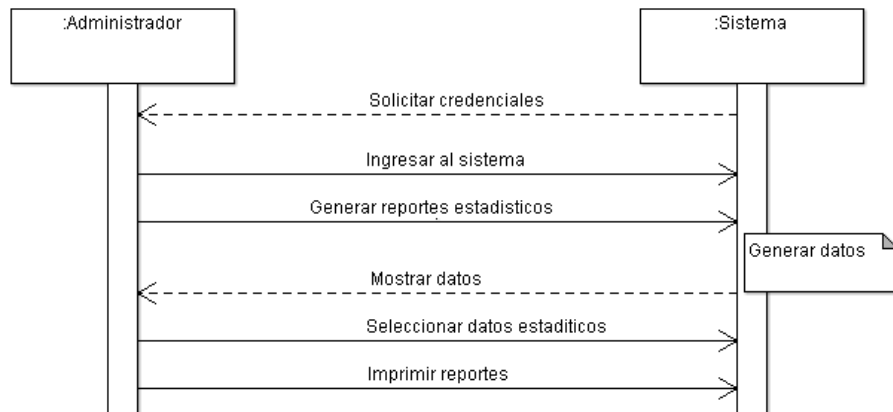 :Administrador
:Sistema
Solicitar credenciales
Ingresar al sistema
Generar reportes estadisticos
Generar datos
Mostrar datos
Seleccionar datos estaditicos
Imprimir reportes